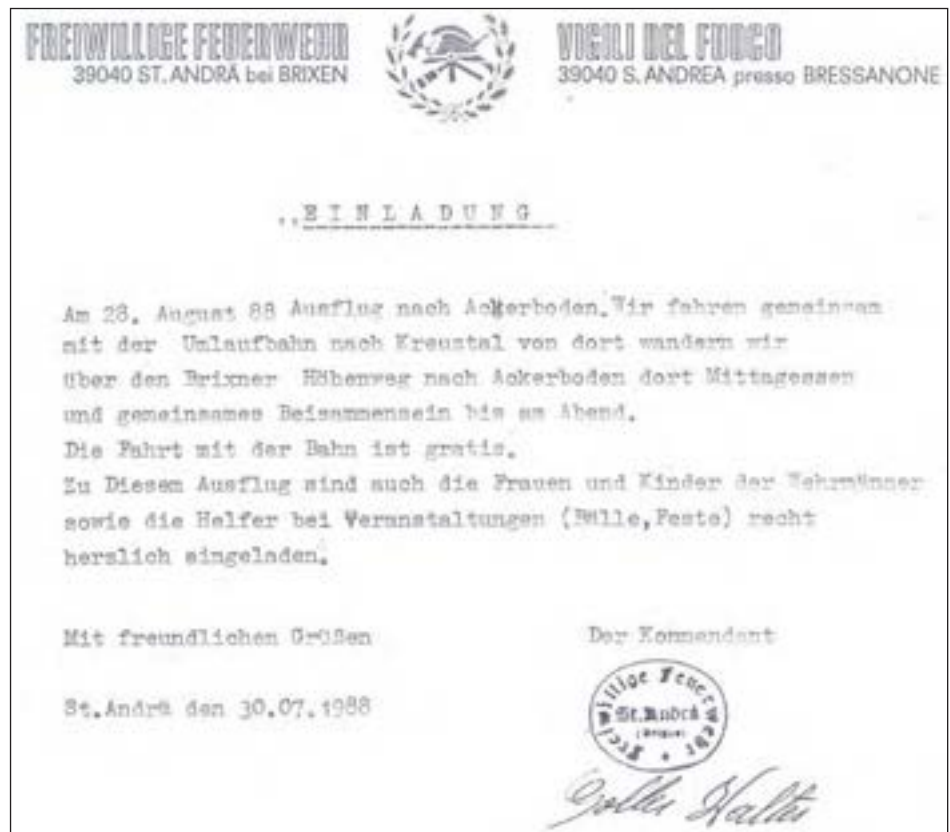 FREIWILLIGE FEUERWEHR
39040 ST. ANDRÄ bei BRIXEN
VIGILI DEL FUOCO
39040 S. ANDREA presso BRESSANONE
,,EINLADUNG
Am 28. August 88 Ausflug nach Ackerboden.Wir fahren gemeinsam
mit der Umlaufbahn nach Kreuztal von dort wandern wir
über den Brixner Höhenweg nach Ackerboden dort Mittagessen
und gemeinsames Beisammensein bis am Abend.
Die Fahrt mit der Bahn ist gratis.
Zu Diesem Ausflug sind auch die Frauen und Kinder der Wehrmänner
sowie die Helfer bei Veranstaltungen (Bälle,Feste) recht
herzlich eingeladen.
Mit freundlichen Grüßen
Der Kommandant
St.Andrä den 30.07.1988
Freiwillige Feuerwehr
St.Andrä
(Brixen)
Walter